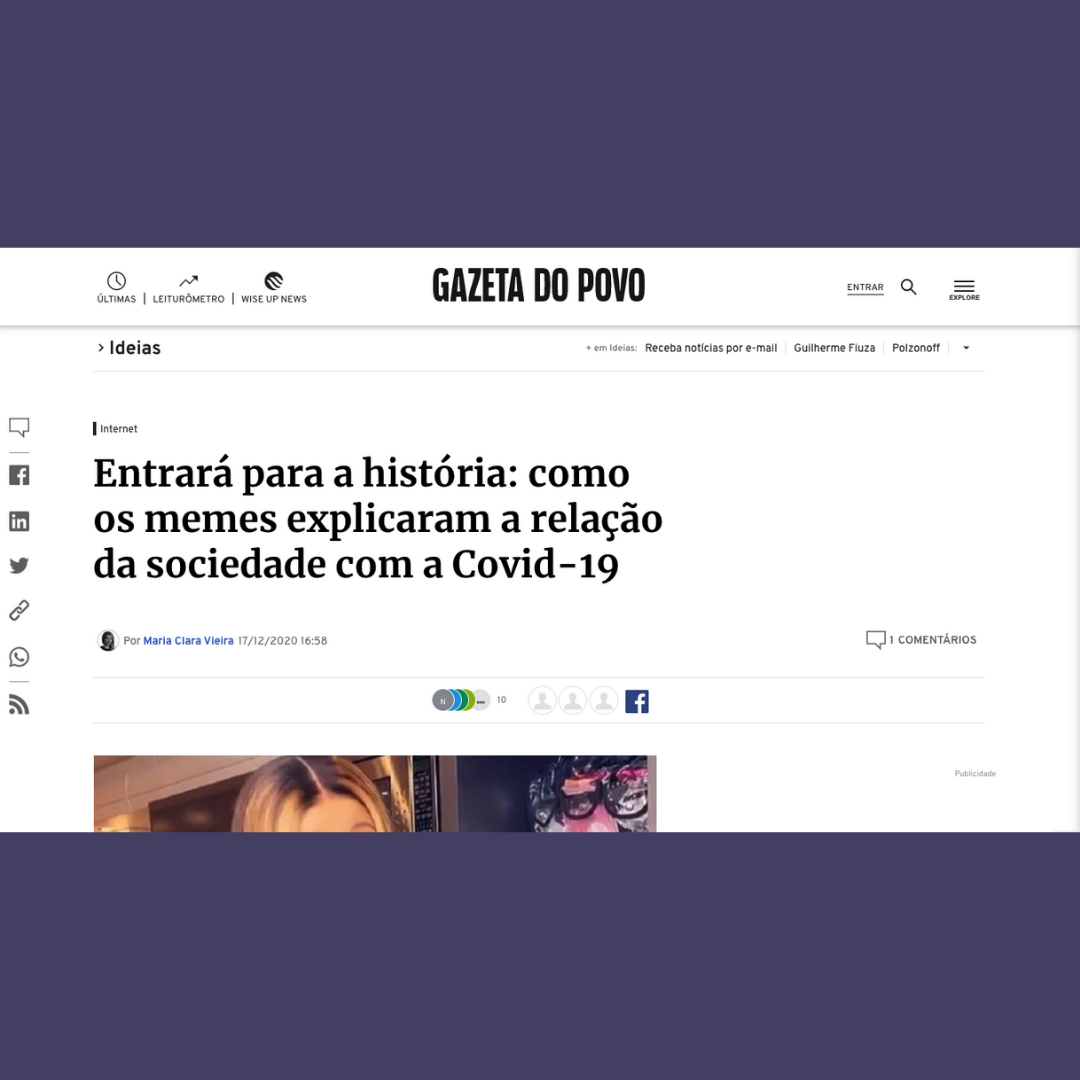 ÚLTIMAS | LEITURÔMETRO | WISE UP NEWS
GAZETA DO POVO
ENTRAR
EXPLORE
> Ideias
+ em Ideias: Receba notícias por e-mail | Guilherme Fiuza | Polzonoff
Internet
Entrará para a história: como
os memes explicaram a relação
da sociedade com a Covid-19
Por Maria Clara Vieira 17/12/2020 16:58
1 COMENTÁRIOS
N ... 10
Publicidade